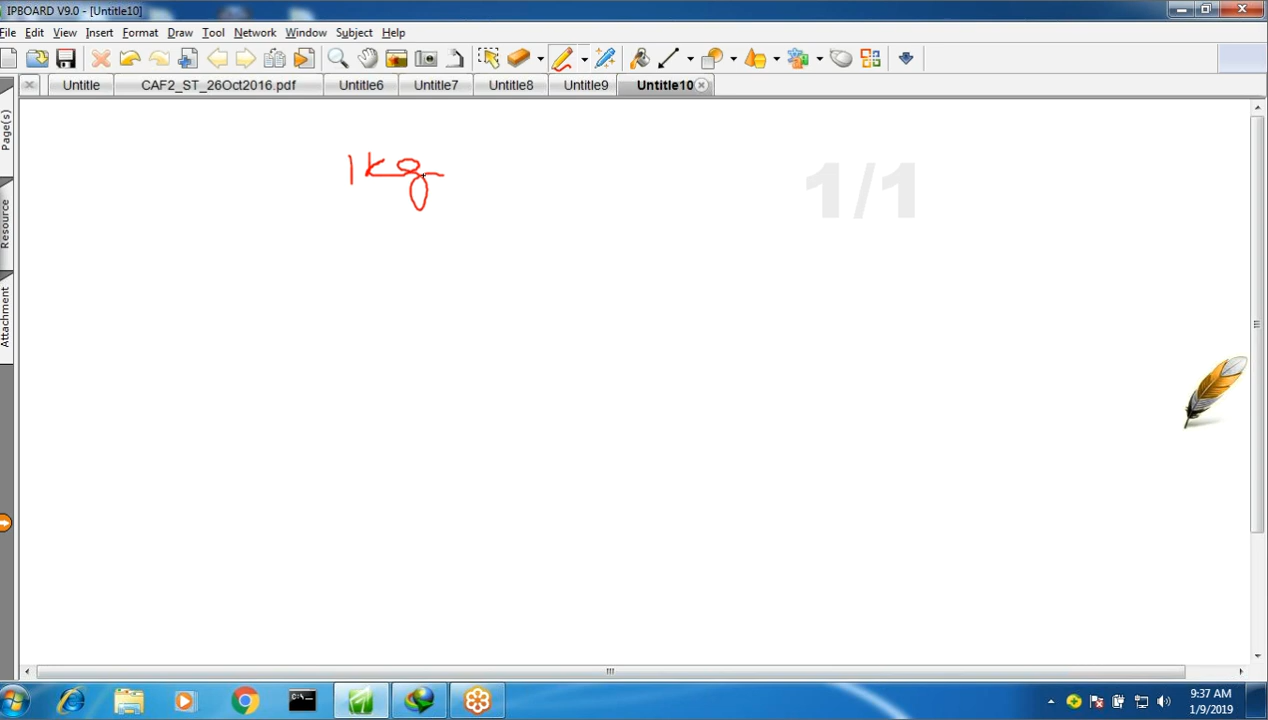 IPBOARD V9.0 - [Untitle10]
File Edit View Insert Format Draw Tool Network Window Subject Help
Untitle CAF2_ST_26Oct2016.pdf Untitle6 Untitle7 Untitle8 Untitle9 Untitle10
Page(s)
Resource
Attachment
1kg
1/1
9:37 AM
1/9/2019